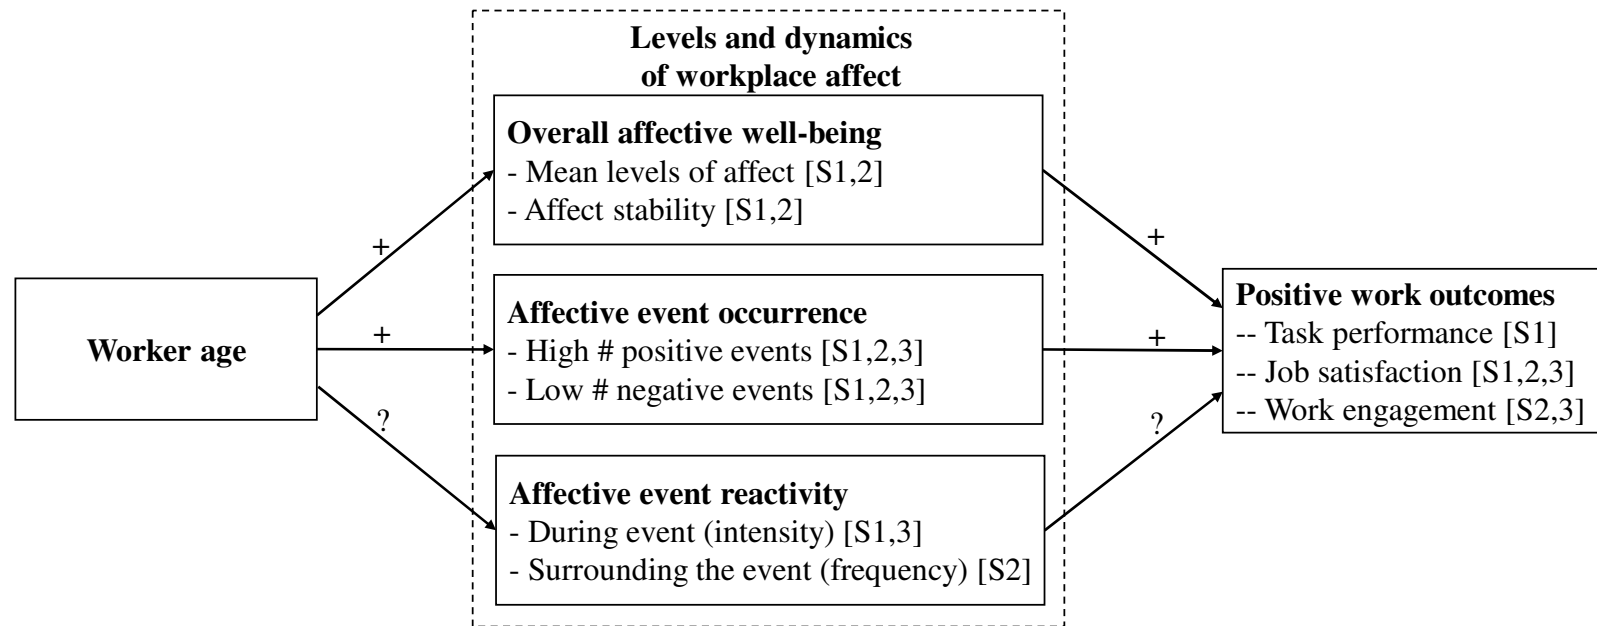 Levels and dynamics
of workplace affect
Overall affective well-being
- Mean levels of affect [S1,2]
- Affect stability [S1,2]
+
+
Worker age
+
Affective event occurrence
- High # positive events [S1,2,3]
- Low # negative events [S1,2,3]
+
Positive work outcomes
-- Task performance [S1]
-- Job satisfaction [S1,2,3]
-- Work engagement [S2,3]
?
?
Affective event reactivity
- During event (intensity) [S1,3]
- Surrounding the event (frequency) [S2]